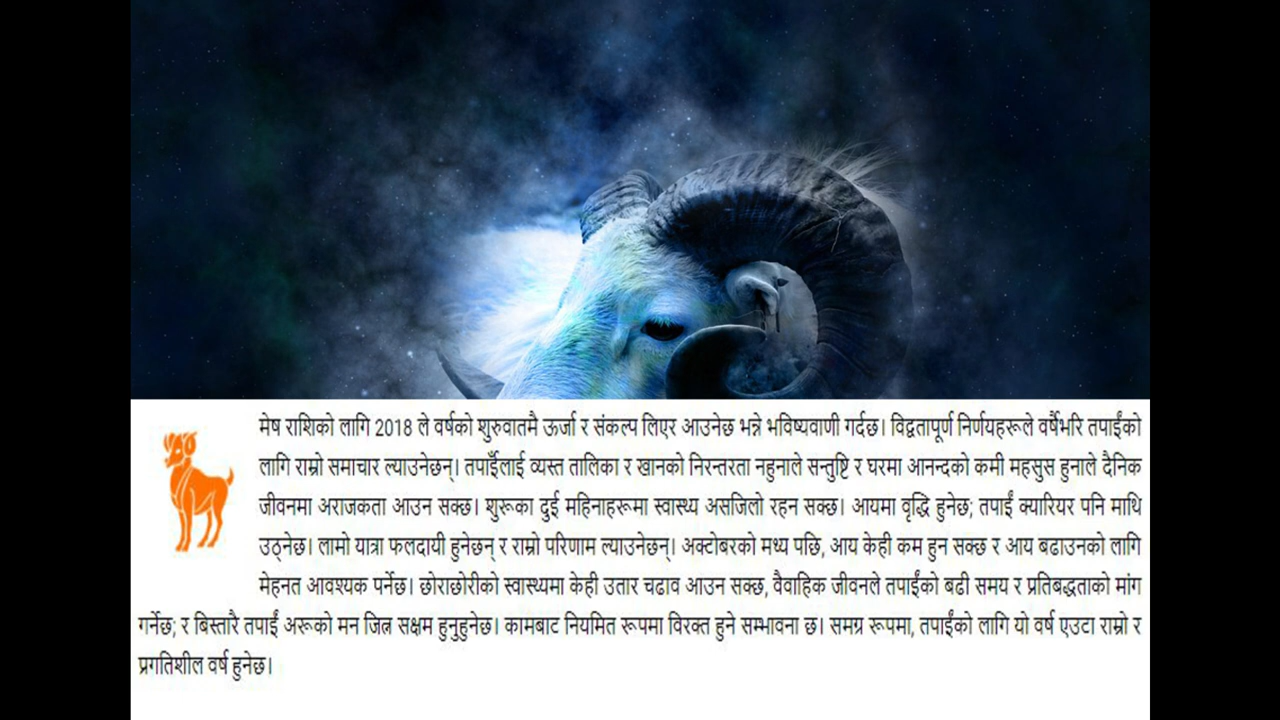 मेष राशिको लागि 2018 ले वर्षको शुरुवातमै ऊर्जा र संकल्प लिएर आउनेछ भन्ने भविष्यवाणी गर्दछ। विद्वतापूर्ण निर्णयहरूले वर्षैभरि तपाईंको
लागि राम्रो समाचार ल्याउनेछन्। तपाईँलाई व्यस्त तालिका र खानको निरन्तरता नहुनाले सन्तुष्टि र घरमा आनन्दको कमी महसुस हुनाले दैनिक
जीवनमा अराजकता आउन सक्छ। शुरूका दुई महिनाहरूमा स्वास्थ्य असजिलो रहन सक्छ। आयमा वृद्धि हुनेछ; तपाईं क्यारियर पनि माथि
उठ्नेछ। लामो यात्रा फलदायी हुनेछन् र राम्रो परिणाम ल्याउनेछन्। अक्टोबरको मध्य पछि, आय केही कम हुन सक्छ र आय बढाउनको लागि
मेहनत आवश्यक पर्नेछ। छोराछोरीको स्वास्थ्यमा केही उतार चढाव आउन सक्छ, वैवाहिक जीवनले तपाईंको बढी समय र प्रतिबद्धताको मांग
गर्नेछ; र बिस्तारै तपाईं अरूको मन जित्न सक्षम हुनुहुनेछ। कामबाट नियमित रूपमा विरक्त हुने सम्भावना छ। समग्र रूपमा, तपाईंको लागि यो वर्ष एउटा राम्रो र
प्रगतिशील वर्ष हुनेछ।